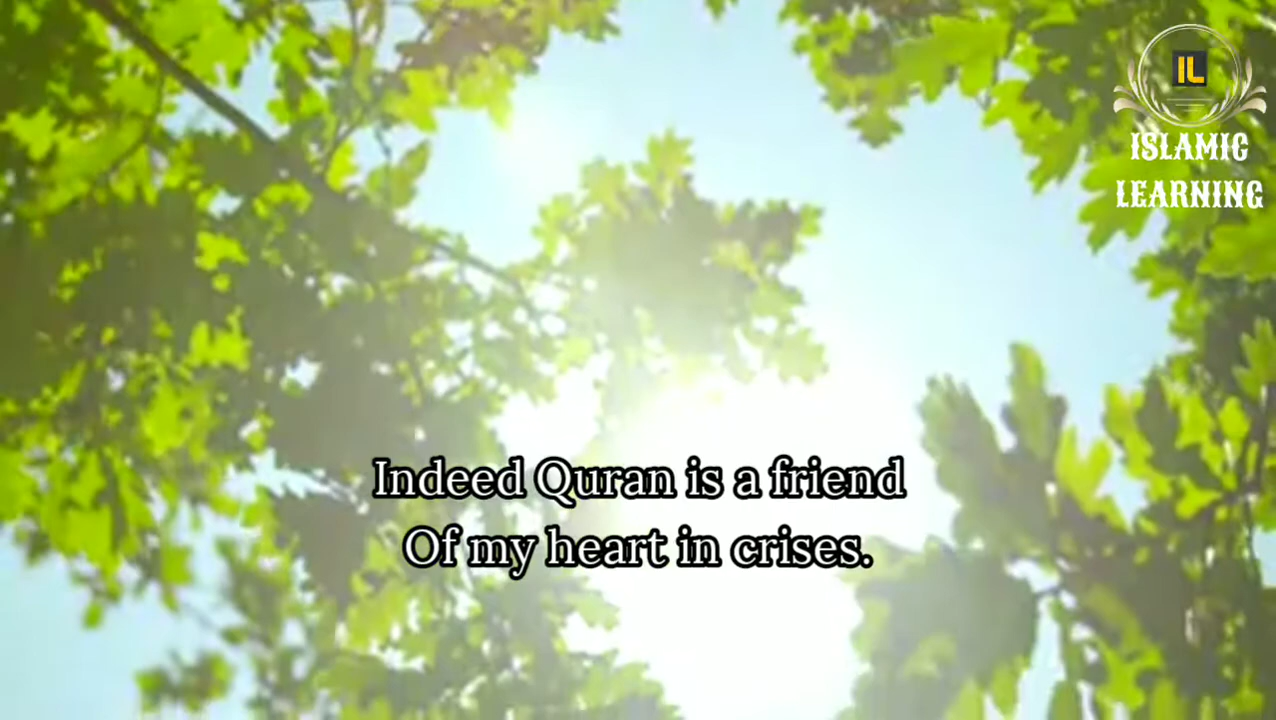 IL
ISLAMIC
LEARNING
Indeed Quran is a friend
Of my heart in crises.